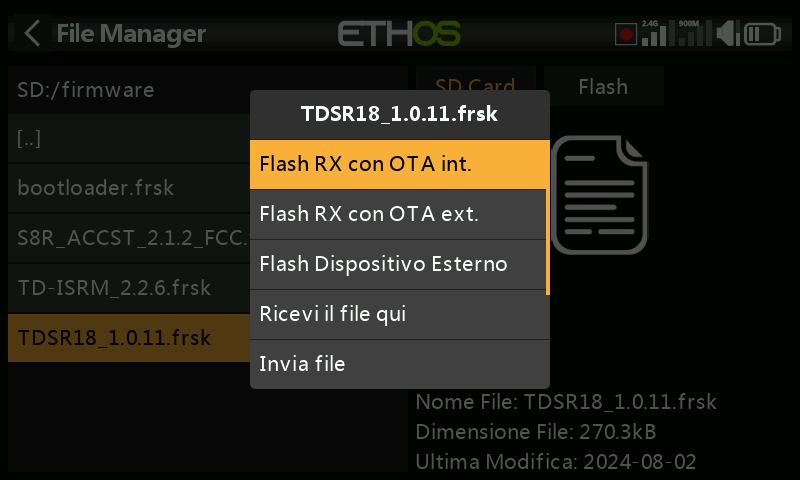 File Manager
ETHOS
2.4G
900M
SD:/firmware
SD Card
Flash
[..]
bootloader.frsk
S8R_ACCST_2.1.2_FCC.
TD-ISRM_2.2.6.frsk
TDSR18_1.0.11.frsk
TDSR18_1.0.11.frsk
Flash RX con OTA int.
Flash RX con OTA ext.
Flash Dispositivo Esterno
Ricevi il file qui
Invia file
Nome File: TDSR18_1.0.11.frsk
Dimensione File: 270.3kB
Ultima Modifica: 2024-08-02